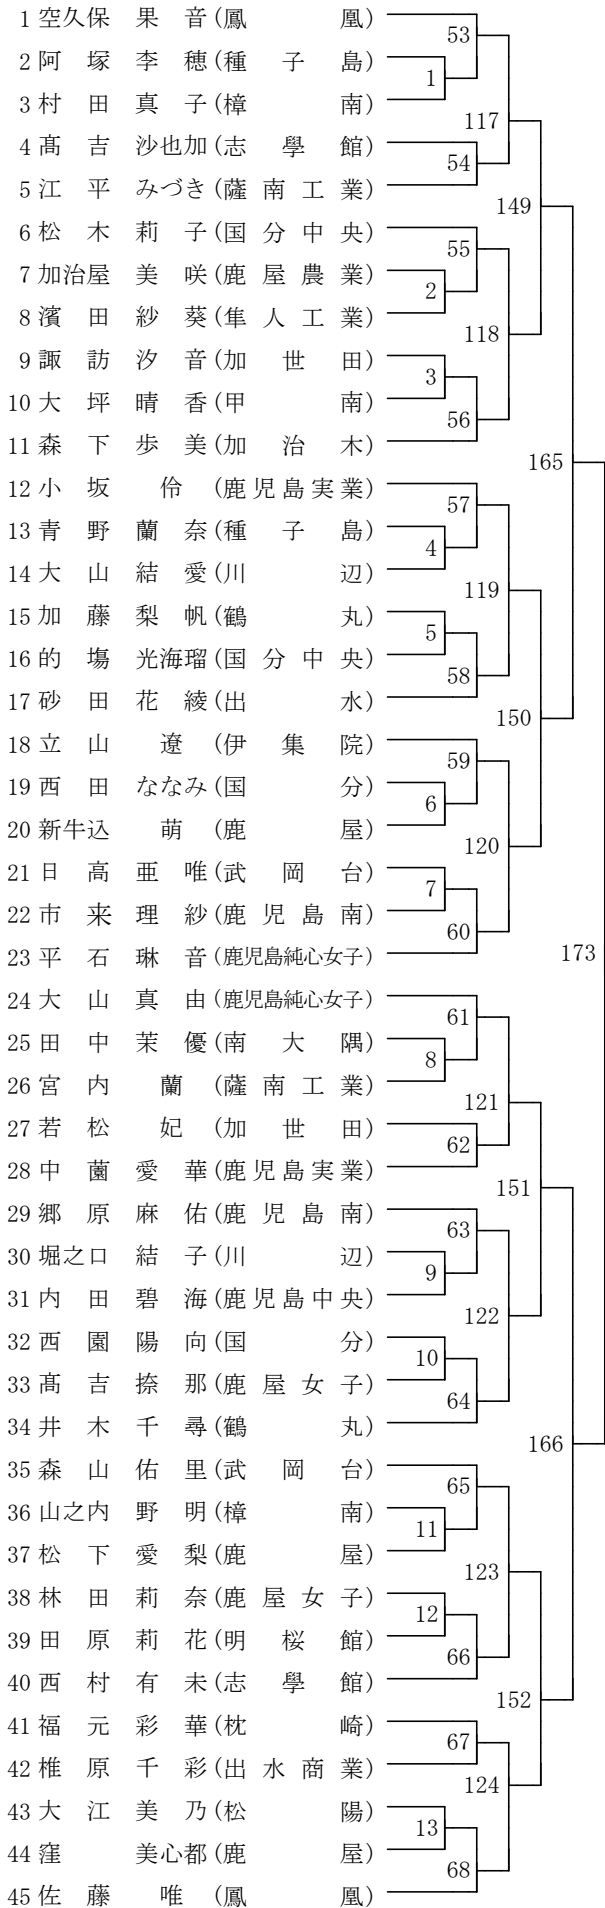 1 空久保 果 音 (鳳 凰)
53
2 阿 塚 李 穂 (種 子 島)
1
3 村 田 真 子 (樟 南)
117
4 髙 吉 沙也加 (志 學 館)
54
5 江 平 みづき (薩 南 工 業)
149
6 松 木 莉 子 (国 分 中 央)
55
7 加治屋 美 咲 (鹿 屋 農 業)
2
8 濱 田 紗 葵 (隼 人 工 業)
118
9 諏 訪 汐 音 (加 世 田)
3
10 大 坪 晴 香 (甲 南)
56
11 森 下 歩 美 (加 治 木)
165
12 小 坂 伶 (鹿児島実業)
57
13 青 野 蘭 奈 (種 子 島)
4
14 大 山 結 愛 (川 辺)
119
15 加 藤 梨 帆 (鶴 丸)
5
16 的 塲 光海瑠 (国 分 中 央)
58
17 砂 田 花 綾 (出 水)
150
18 立 山 遼 (伊 集 院)
59
19 西 田 ななみ (国 分)
6
20 新牛込 萌 (鹿 屋)
120
21 日 高 亜 唯 (武 岡 台)
7
22 市 来 理 紗 (鹿 児 島 南)
60
23 平 石 琳 音 (鹿児島純心女子)
173
24 大 山 真 由 (鹿児島純心女子)
61
25 田 中 茉 優 (南 大 隅)
8
26 宮 内 蘭 (薩 南 工 業)
121
27 若 松 妃 (加 世 田)
62
28 中 薗 愛 華 (鹿児島実業)
151
29 郷 原 麻 佑 (鹿 児 島 南)
63
30 堀之口 結 子 (川 辺)
9
31 内 田 碧 海 (鹿児島中央)
122
32 西 園 陽 向 (国 分)
10
33 髙 吉 捺 那 (鹿 屋 女 子)
64
34 井 木 千 尋 (鶴 丸)
166
35 森 山 佑 里 (武 岡 台)
65
36 山之内 野 明 (樟 南)
11
37 松 下 愛 梨 (鹿 屋)
123
38 林 田 莉 奈 (鹿 屋 女 子)
12
39 田 原 莉 花 (明 桜 館)
66
40 西 村 有 未 (志 學 館)
152
41 福 元 彩 華 (枕 崎)
67
42 椎 原 千 彩 (出 水 商 業)
124
43 大 江 美 乃 (松 陽)
13
44 窪 美心都 (鹿 屋)
68
45 佐 藤 唯 (鳳 凰)